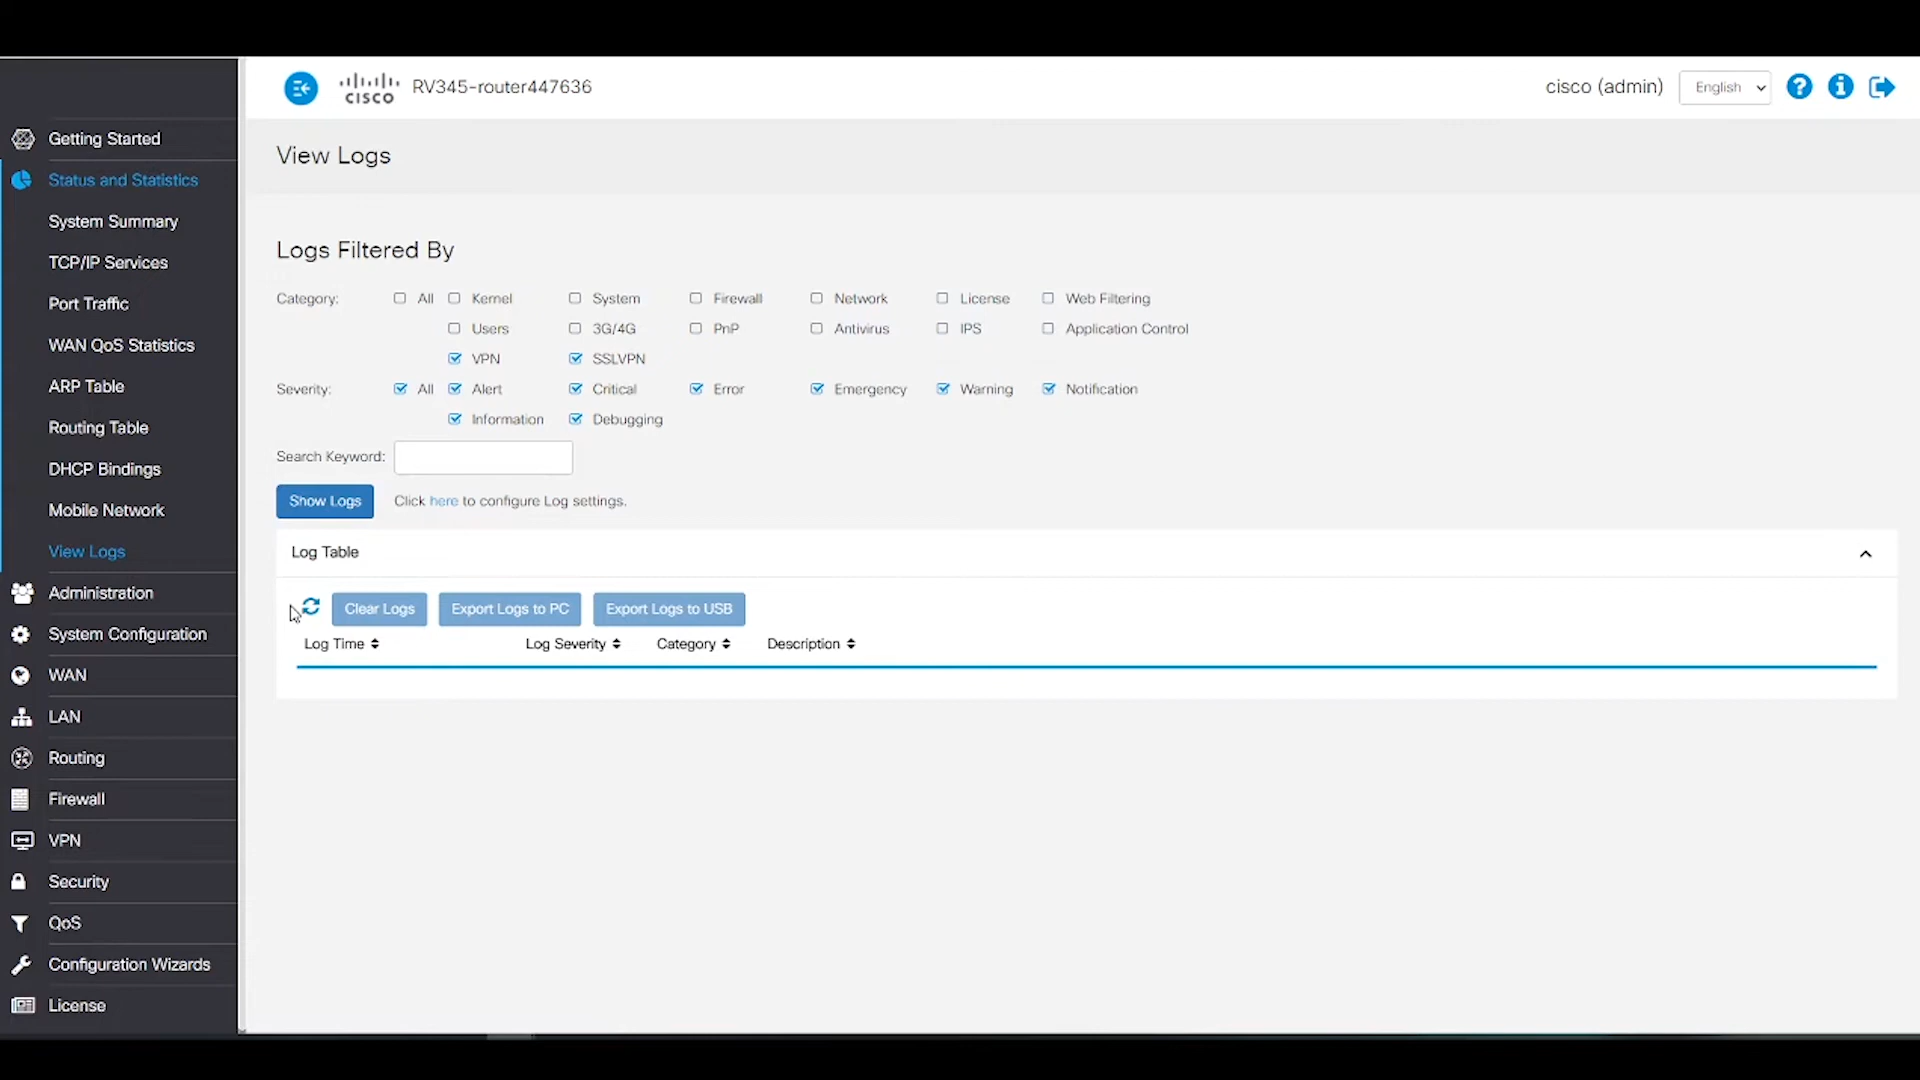 CISCO RV345-router447636 cisco (admin) English
Getting Started
Status and Statistics
System Summary
TCP/IP Services
Port Traffic
WAN QoS Statistics
ARP Table
Routing Table
DHCP Bindings
Mobile Network
View Logs
Administration
System Configuration
WAN
LAN
Routing
Firewall
VPN
Security
QoS
Configuration Wizards
License
View Logs
Logs Filtered By
Category: All Kernel System Firewall Network License Web Filtering
Users 3G/4G PnP Antivirus IPS Application Control
VPN SSLVPN
Severity: All Alert Critical Error Emergency Warning Notification
Information Debugging
Search Keyword:
Show Logs Click here to configure Log settings.
Log Table
Clear Logs Export Logs to PC Export Logs to USB
Log Time Log Severity Category Description